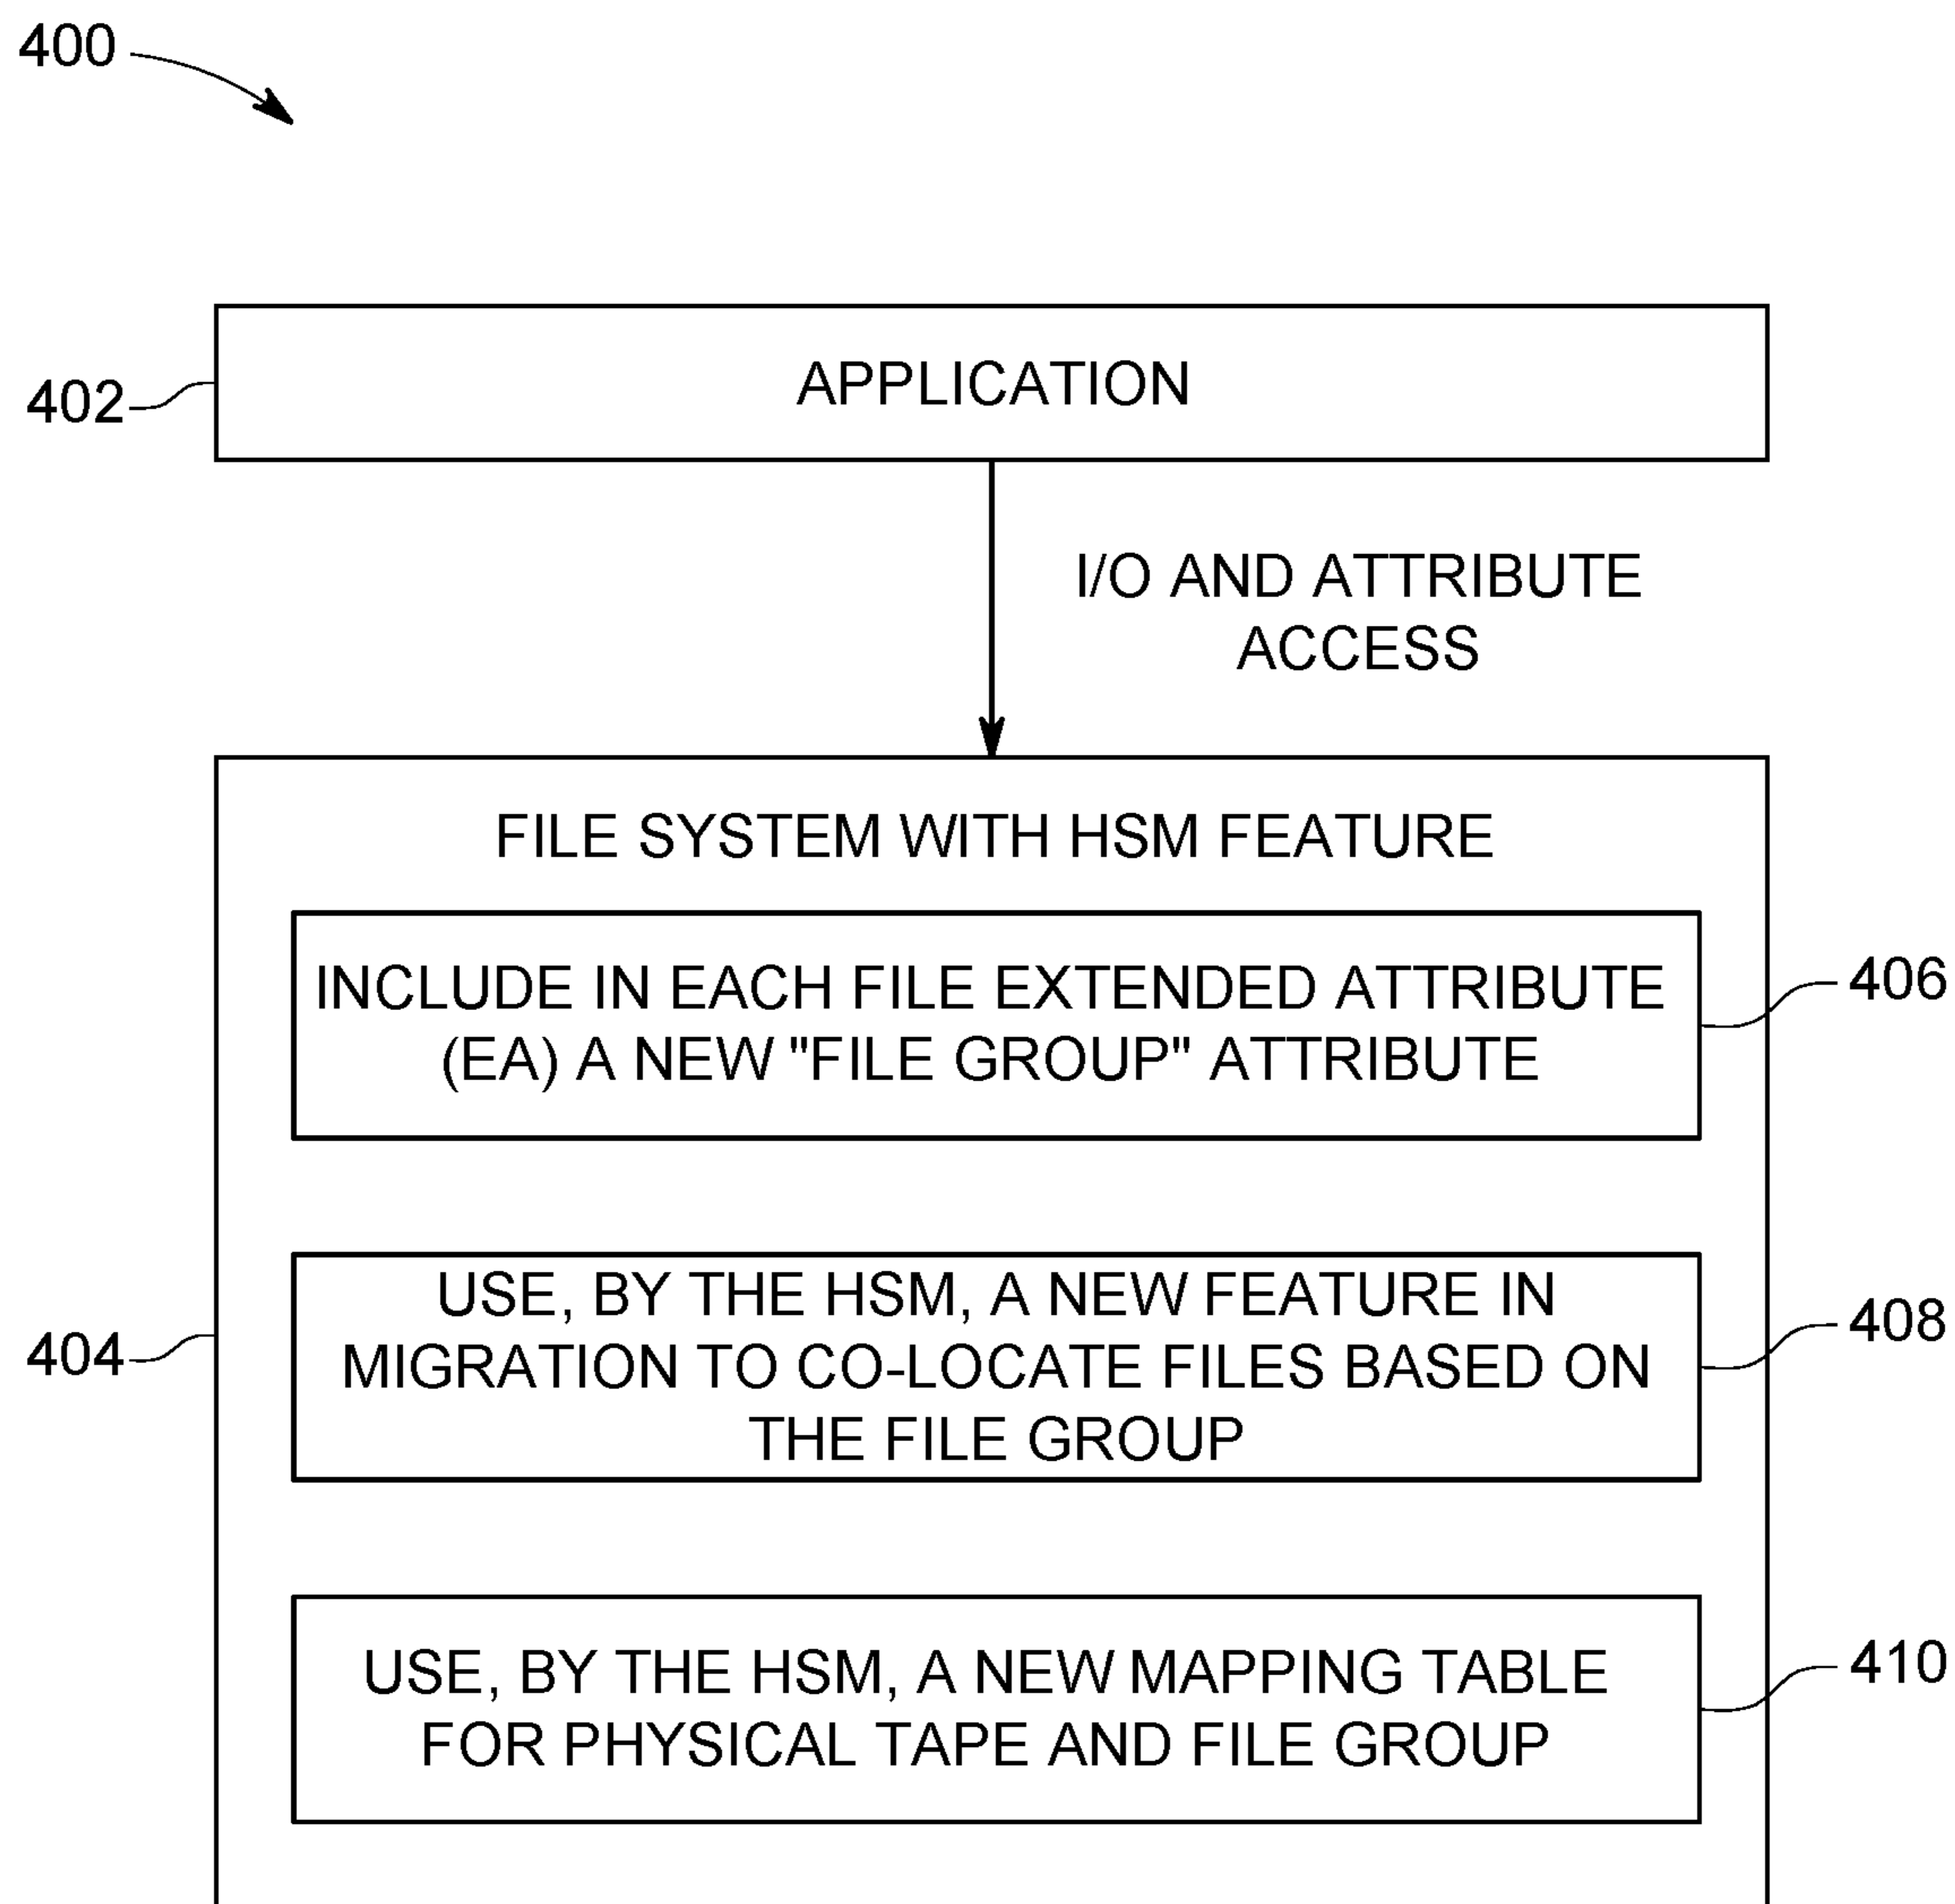 400
APPLICATION
402
I/O AND ATTRIBUTE
ACCESS
FILE SYSTEM WITH HSM FEATURE
INCLUDE IN EACH FILE EXTENDED ATTRIBUTE
(EA) A NEW "FILE GROUP" ATTRIBUTE
406
USE, BY THE HSM, A NEW FEATURE IN
MIGRATION TO CO-LOCATE FILES BASED ON
THE FILE GROUP
408
404
USE, BY THE HSM, A NEW MAPPING TABLE
FOR PHYSICAL TAPE AND FILE GROUP
410